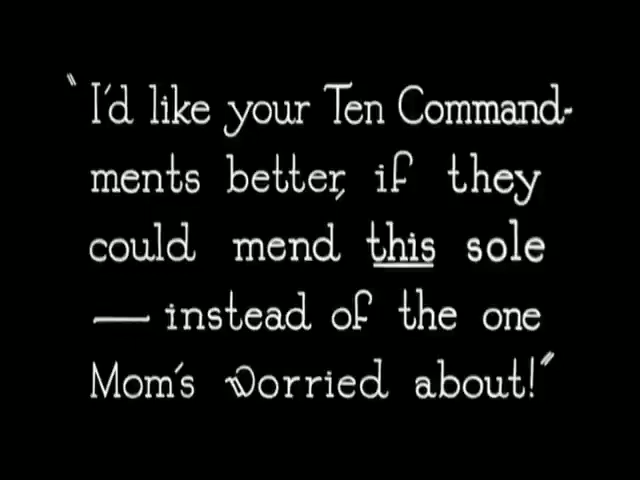 "I'd like your Ten Command-
ments better, if they
could mend this sole
— instead of the one
Mom's worried about!"